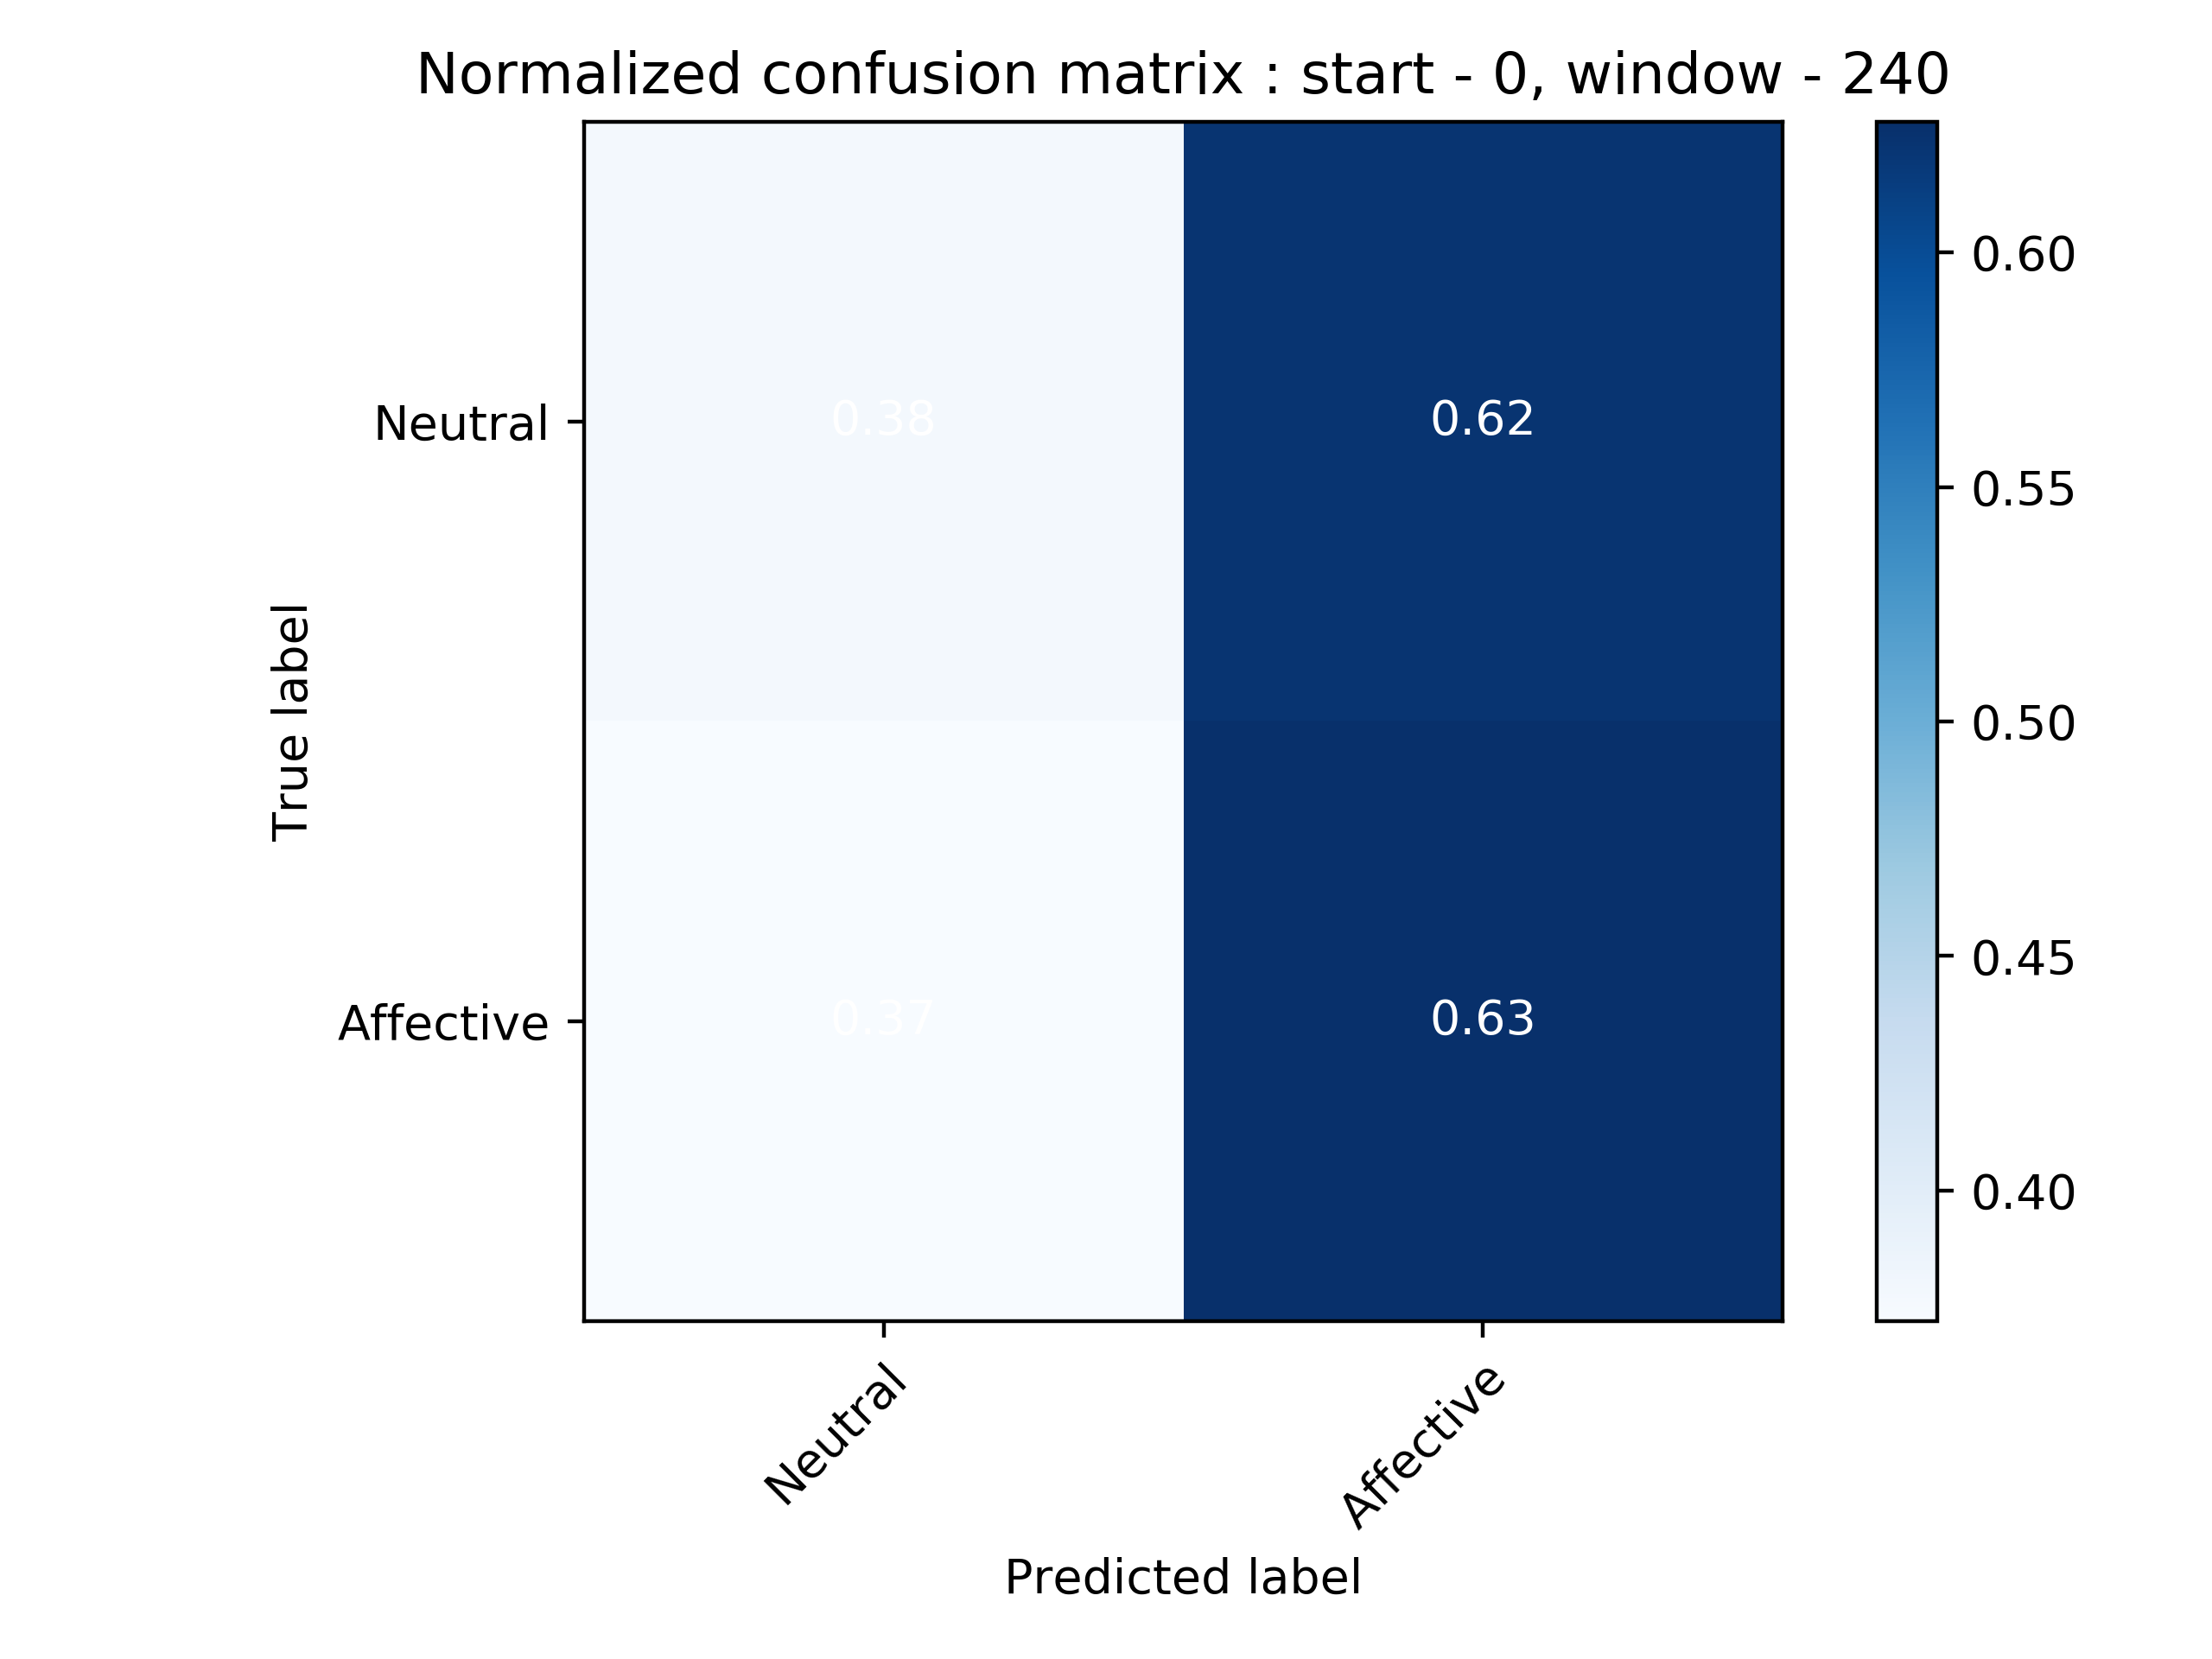 Normalized confusion matrix : start - 0, window - 240
True label
Neutral
Affective
0.38
0.62
0.37
0.63
Neutral
Affective
Predicted label
0.60
0.55
0.50
0.45
0.40